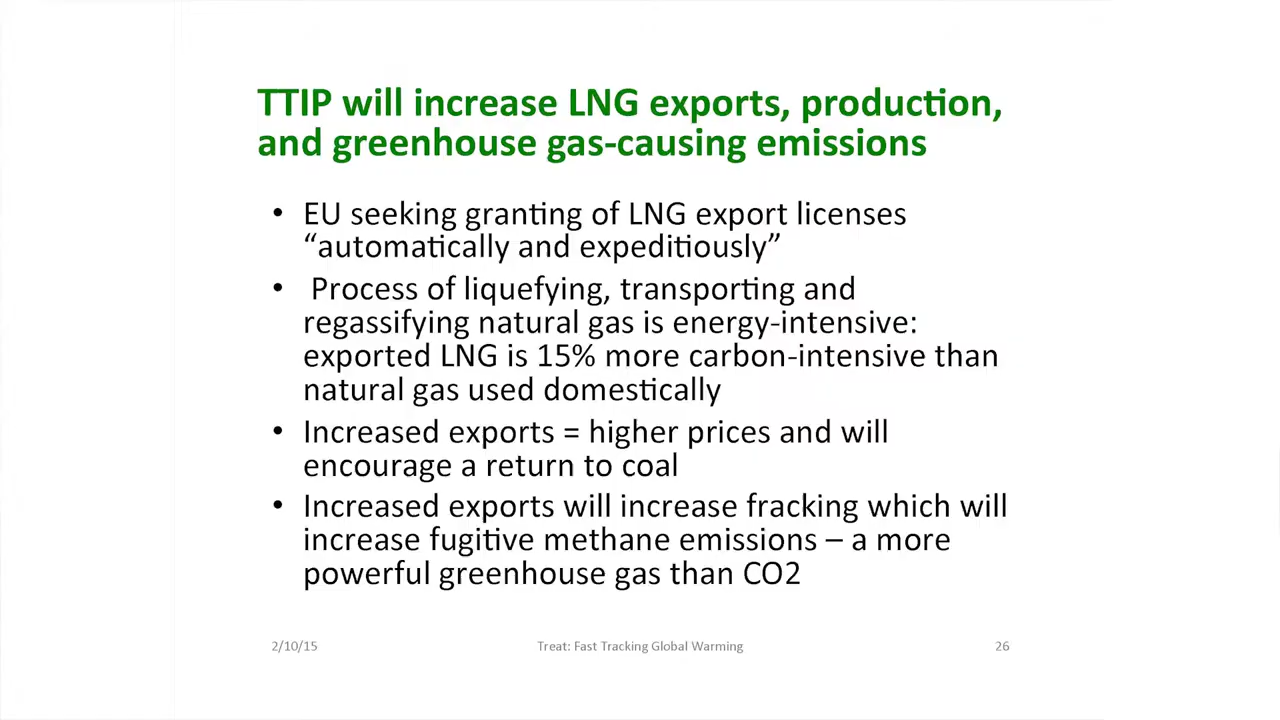 TTIP will increase LNG exports, production,
and greenhouse gas-causing emissions
• EU seeking granting of LNG export licenses
“automatically and expeditiously”
• Process of liquefying, transporting and
regassifying natural gas is energy-intensive:
exported LNG is 15% more carbon-intensive than
natural gas used domestically
• Increased exports = higher prices and will
encourage a return to coal
• Increased exports will increase fracking which will
increase fugitive methane emissions – a more
powerful greenhouse gas than CO2
2/10/15 Treat: Fast Tracking Global Warming 26